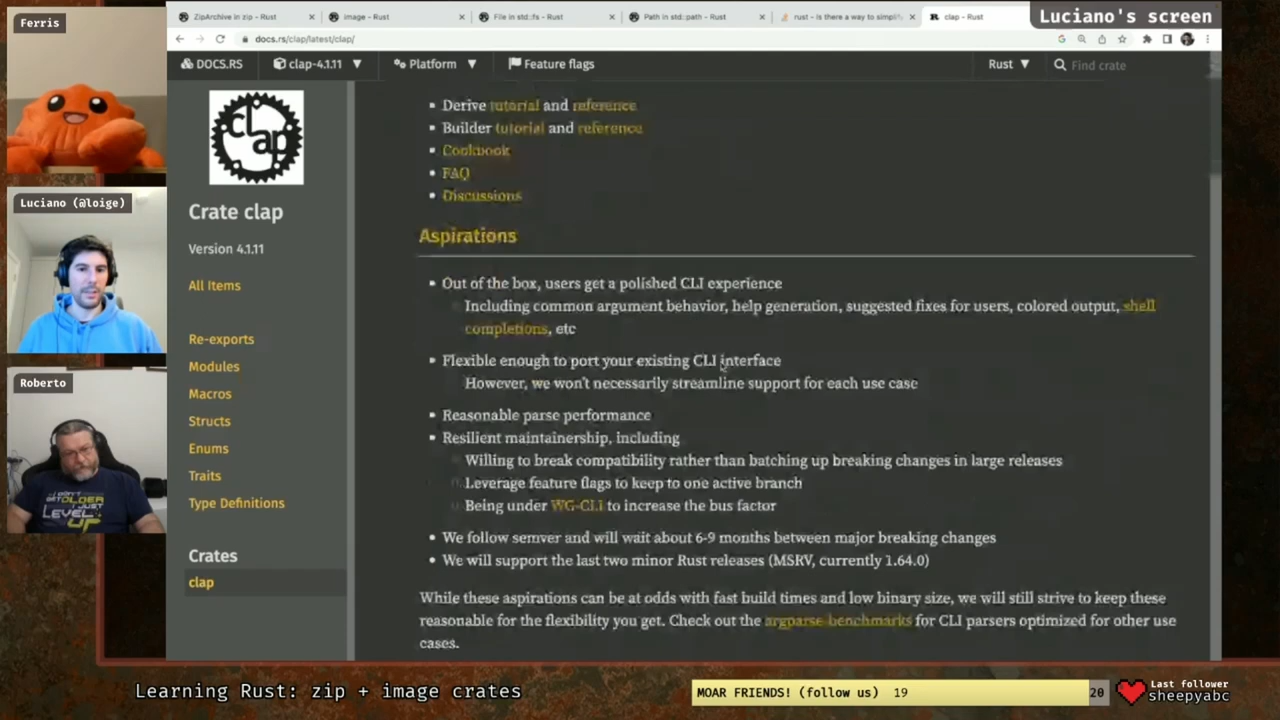 Ferris
Luciano (@loige)
Roberto
I DON'T
GET OLDER
I JUST
LEVEL
UP
ZipArchive in zip - Rust
image - Rust
File in std::fs - Rust
Path in std::path - Rust
rust - Is there a way to simplif
clap - Rust
Luciano's screen
docs.rs/clap/latest/clap/
DOCS.RS
clap-4.1.11
Platform
Feature flags
Rust
Find crate
clap
Crate clap
Version 4.1.11
All Items
Re-exports
Modules
Macros
Structs
Enums
Traits
Type Definitions
Crates
clap
Derive tutorial and reference
Builder tutorial and reference
Cookbook
FAQ
Discussions
Aspirations
Out of the box, users get a polished CLI experience
Including common argument behavior, help generation, suggested fixes for users, colored output, shell
completions, etc
Flexible enough to port your existing CLI interface
However, we won't necessarily streamline support for each use case
Reasonable parse performance
Resilient maintainership, including
Willing to break compatibility rather than batching up breaking changes in large releases
Leverage feature flags to keep to one active branch
Being under WG-CLI to increase the bus factor
We follow semver and will wait about 6-9 months between major breaking changes
We will support the last two minor Rust releases (MSRV, currently 1.64.0)
While these aspirations can be at odds with fast build times and low binary size, we will still strive to keep these
reasonable for the flexibility you get. Check out the argparse-benchmarks for CLI parsers optimized for other use
cases.
Learning Rust: zip + image crates
MOAR FRIENDS! (follow us) 19
20
Last follower
sheepyabc